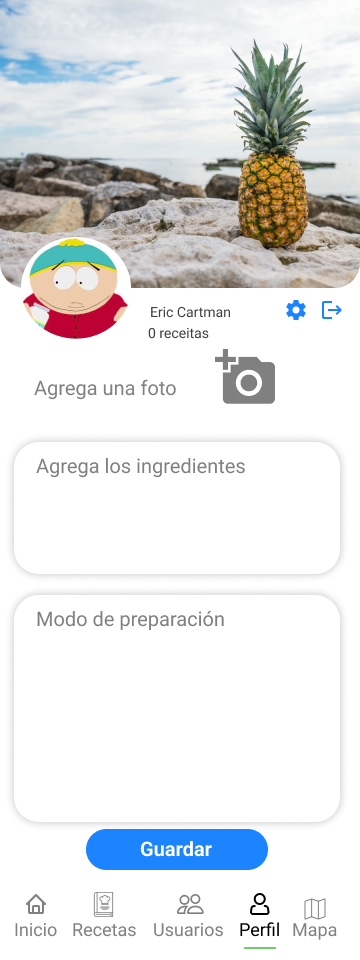 Eric Cartman
0 receitas
Agrega una foto
Agrega los ingredientes
Modo de preparación
Guardar
Inicio Recetas Usuarios Perfil Mapa